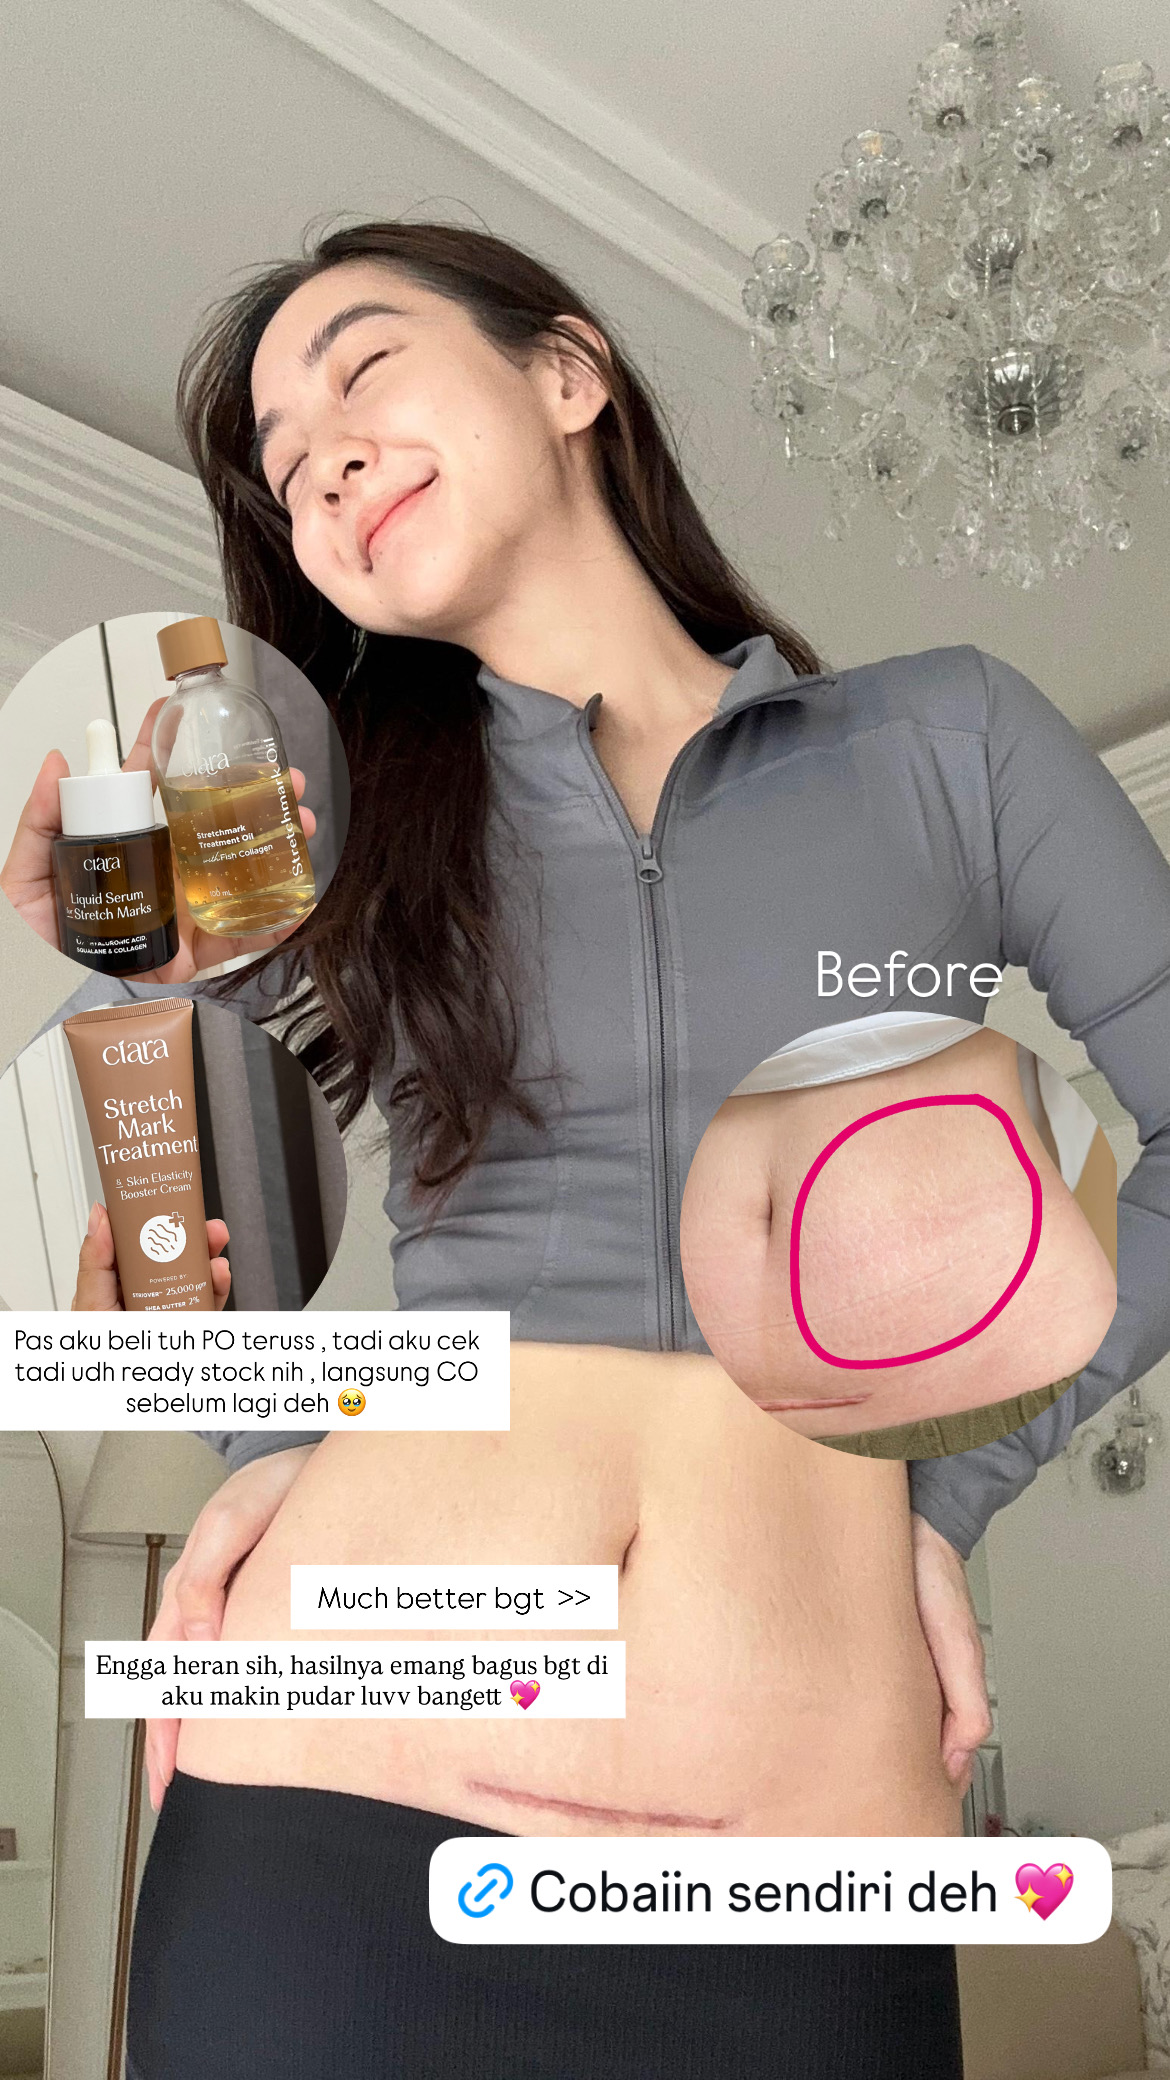 clara
Stretchmark
Treatment Oil
with Fish Collagen
100 mL
Stretchmark Oil
clara
Liquid Serum
for Stretch Marks
SQUALANE & COLLAGEN
clara
Stretch
Mark
Treatment
& Skin Elasticity
Booster Cream
POWERED BY
STRIOVER™ 25.000 ppm
SHEA BUTTER 2%
Before
Pas aku beli tuh PO teruss , tadi aku cek
tadi udh ready stock nih , langsung CO
sebelum lagi deh 🥹
Much better bgt >>
Engga heran sih, hasilnya emang bagus bgt di
aku makin pudar luvv bangett 💖
Cobaiin sendiri deh 💖